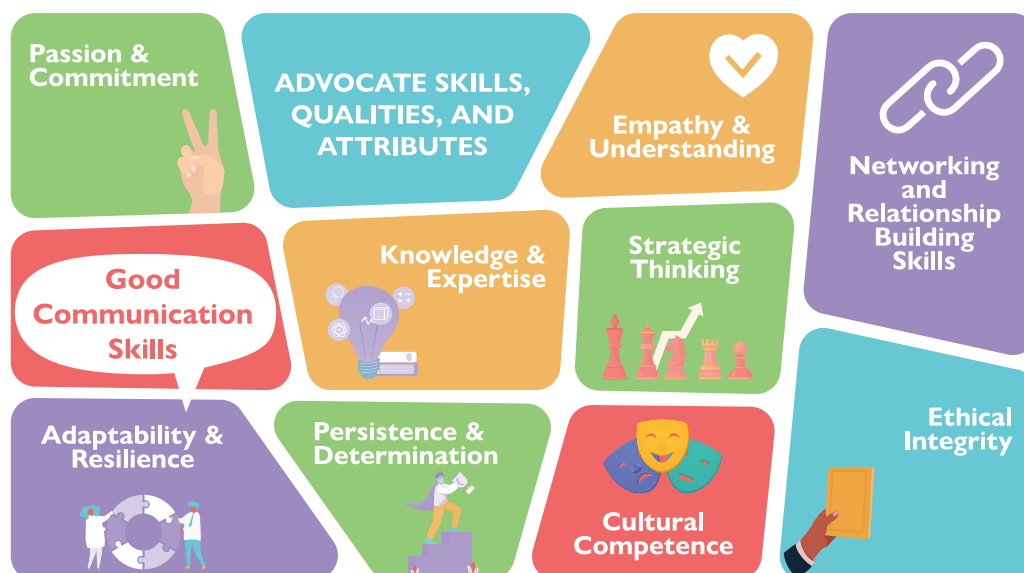 Passion &
Commitment
ADVOCATE SKILLS,
QUALITIES, AND
ATTRIBUTES
Empathy &
Understanding
Networking
and
Relationship
Building
Skills
Good
Communication
Skills
Knowledge &
Expertise
Strategic
Thinking
Adaptability &
Resilience
Persistence &
Determination
Cultural
Competence
Ethical
Integrity